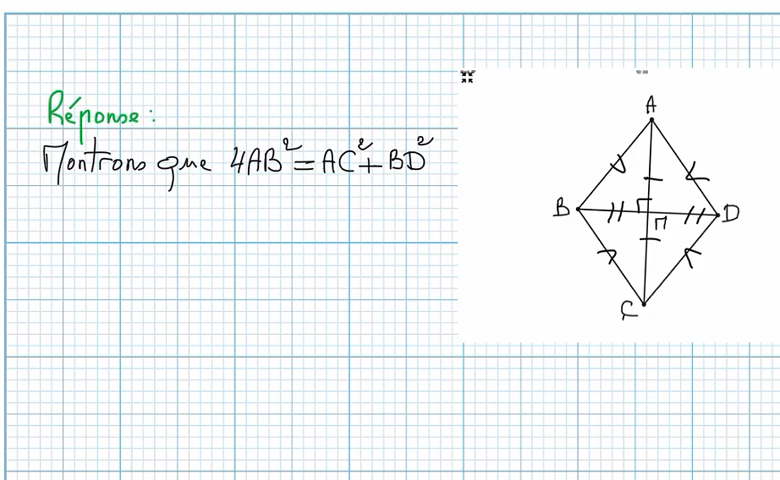 Réponse :
Montrons que 4AB² = AC² + BD²
A
B
D
M
C